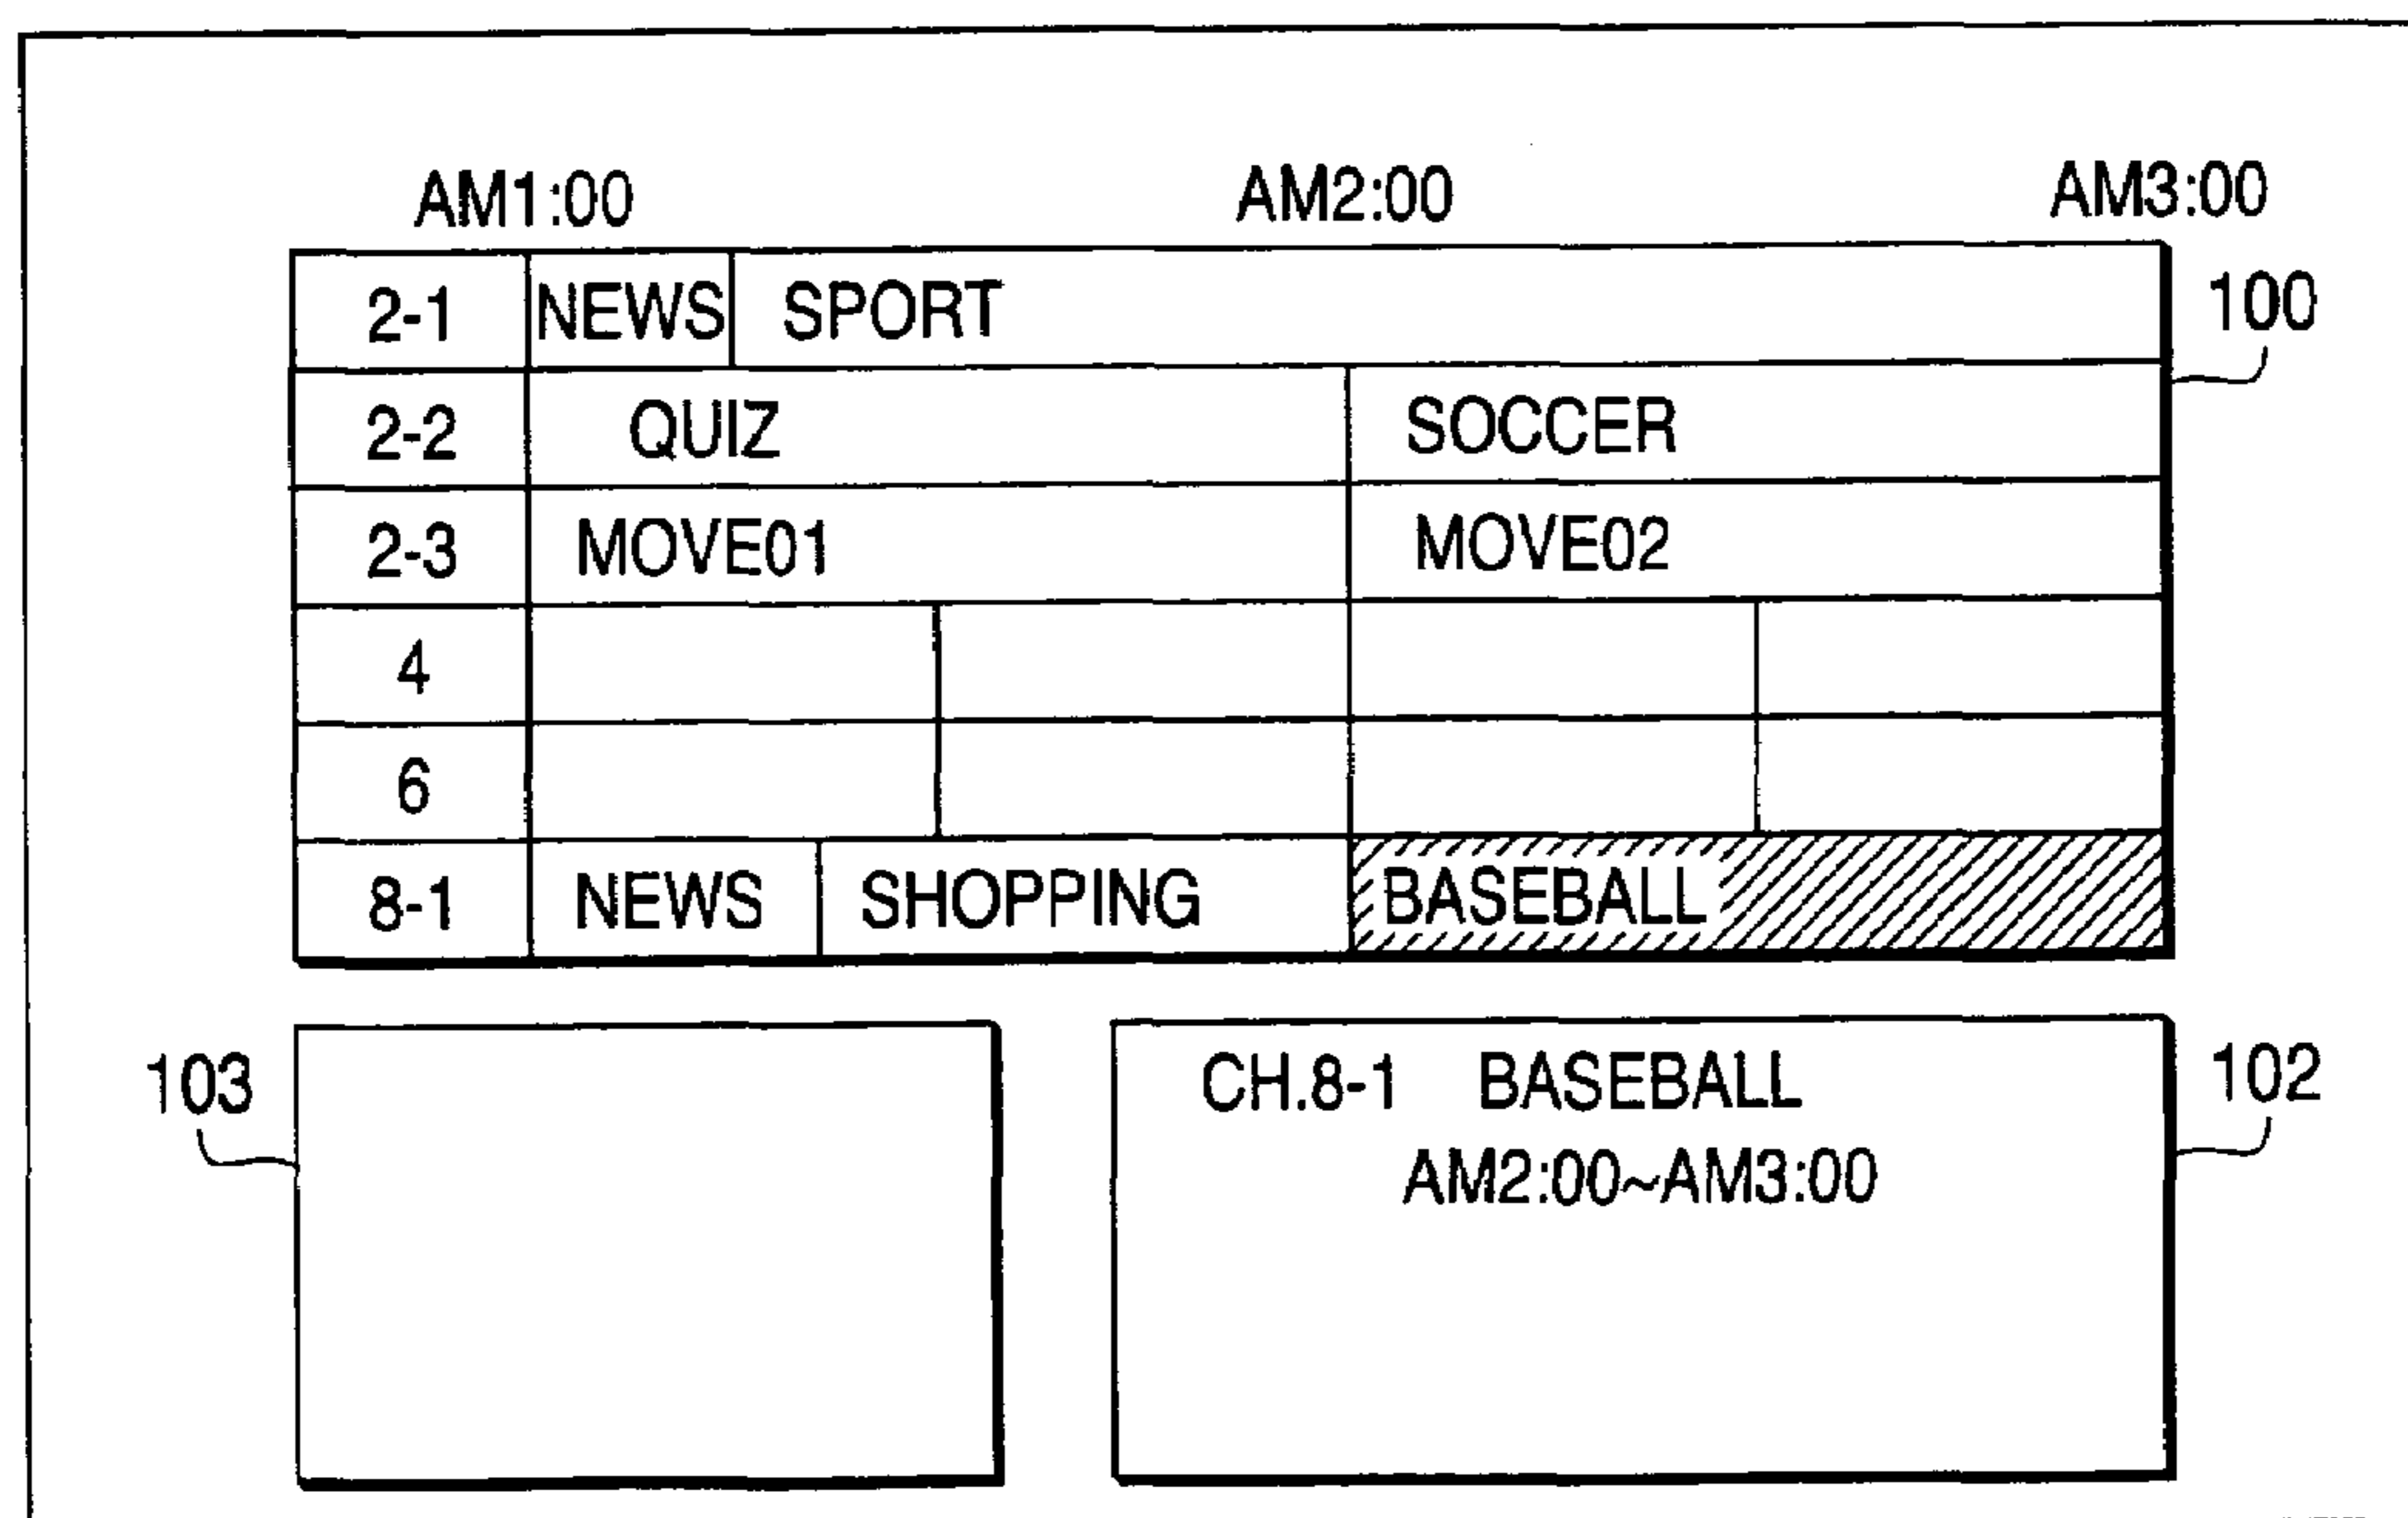 AM1:00 AM2:00 AM3:00
2-1 NEWS SPORT 100
2-2 QUIZ SOCCER
2-3 MOVE01 MOVE02
4
6
8-1 NEWS SHOPPING BASEBALL
103 CH.8-1 BASEBALL 102
AM2:00~AM3:00